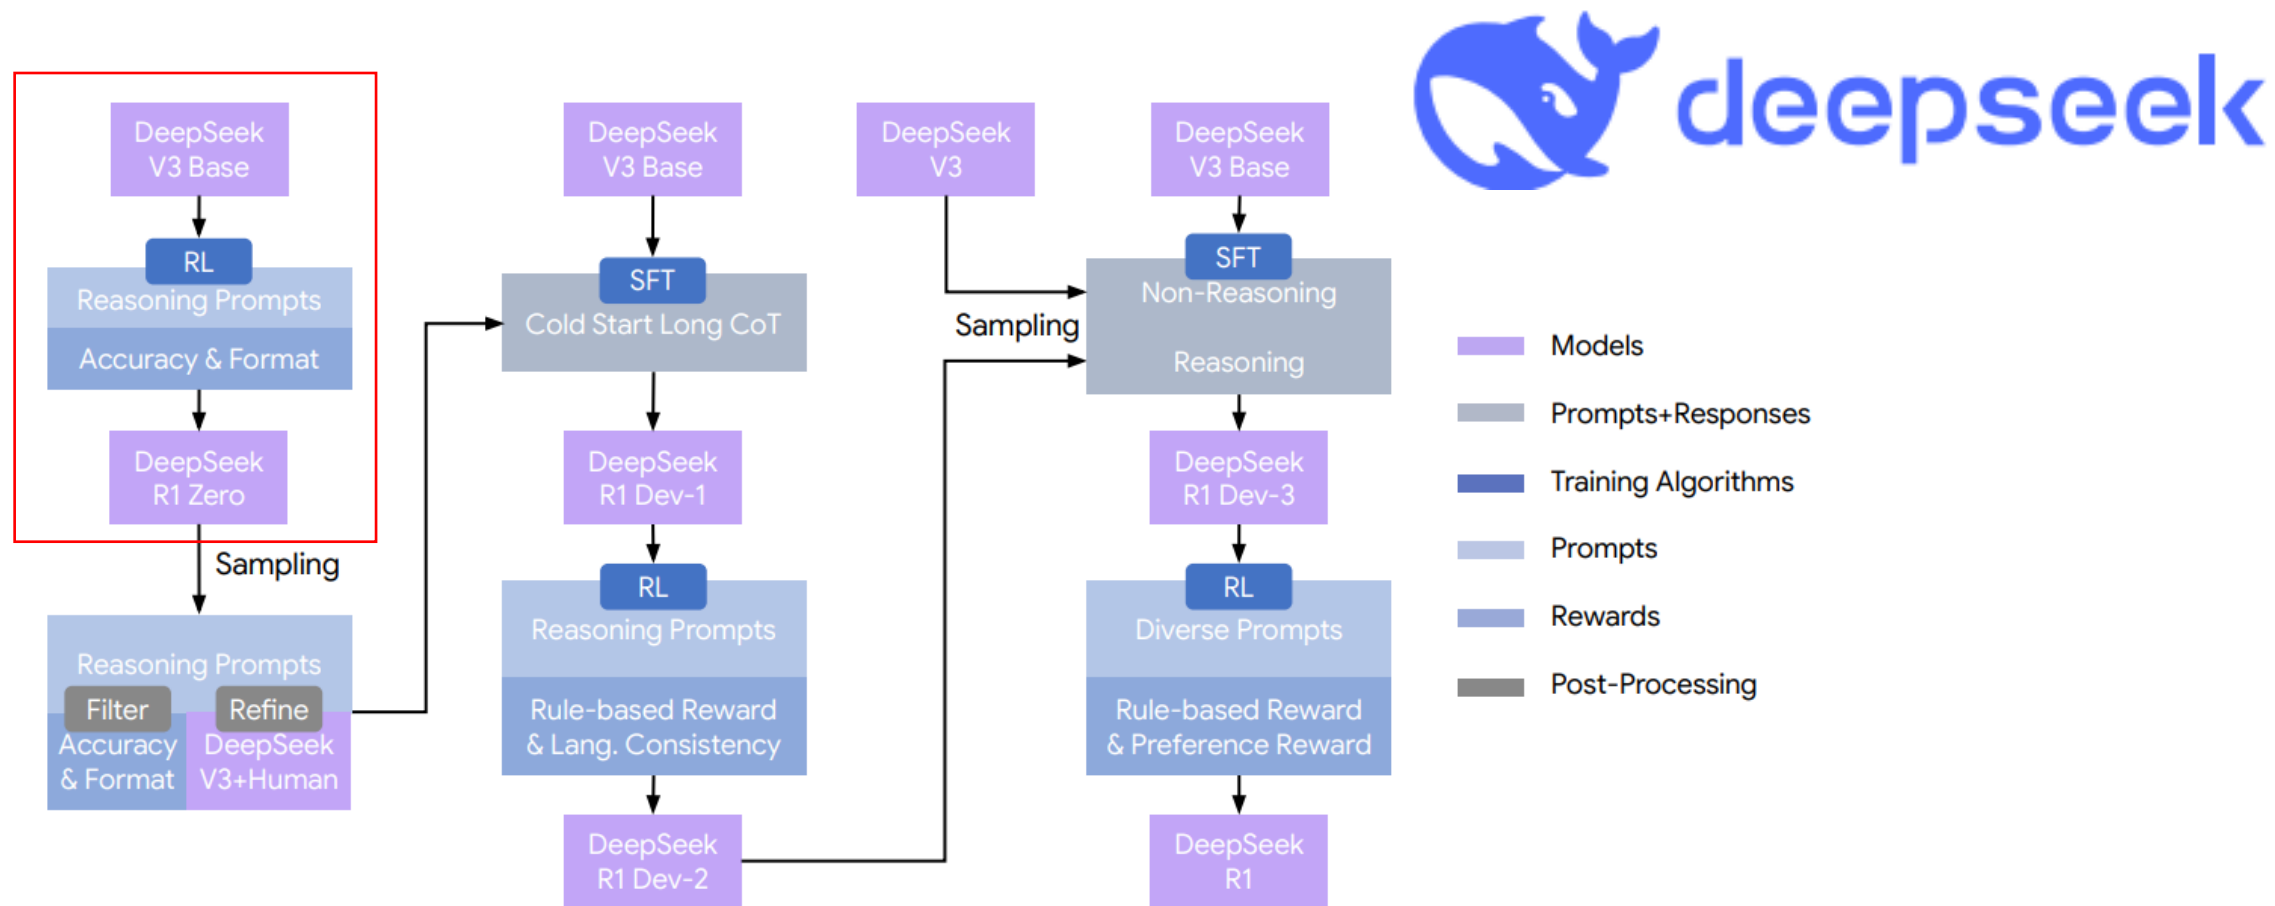 deepseek
DeepSeek
V3 Base
RL
Reasoning Prompts
Accuracy & Format
DeepSeek
R1 Zero
Sampling
Reasoning Prompts
Filter
Refine
Accuracy
& Format
DeepSeek
V3+Human
DeepSeek
V3 Base
SFT
Cold Start Long CoT
DeepSeek
R1 Dev-1
RL
Reasoning Prompts
Rule-based Reward
& Lang. Consistency
DeepSeek
R1 Dev-2
DeepSeek
V3
Sampling
DeepSeek
V3 Base
SFT
Non-Reasoning
Reasoning
DeepSeek
R1 Dev-3
RL
Diverse Prompts
Rule-based Reward
& Preference Reward
DeepSeek
R1
Models
Prompts+Responses
Training Algorithms
Prompts
Rewards
Post-Processing